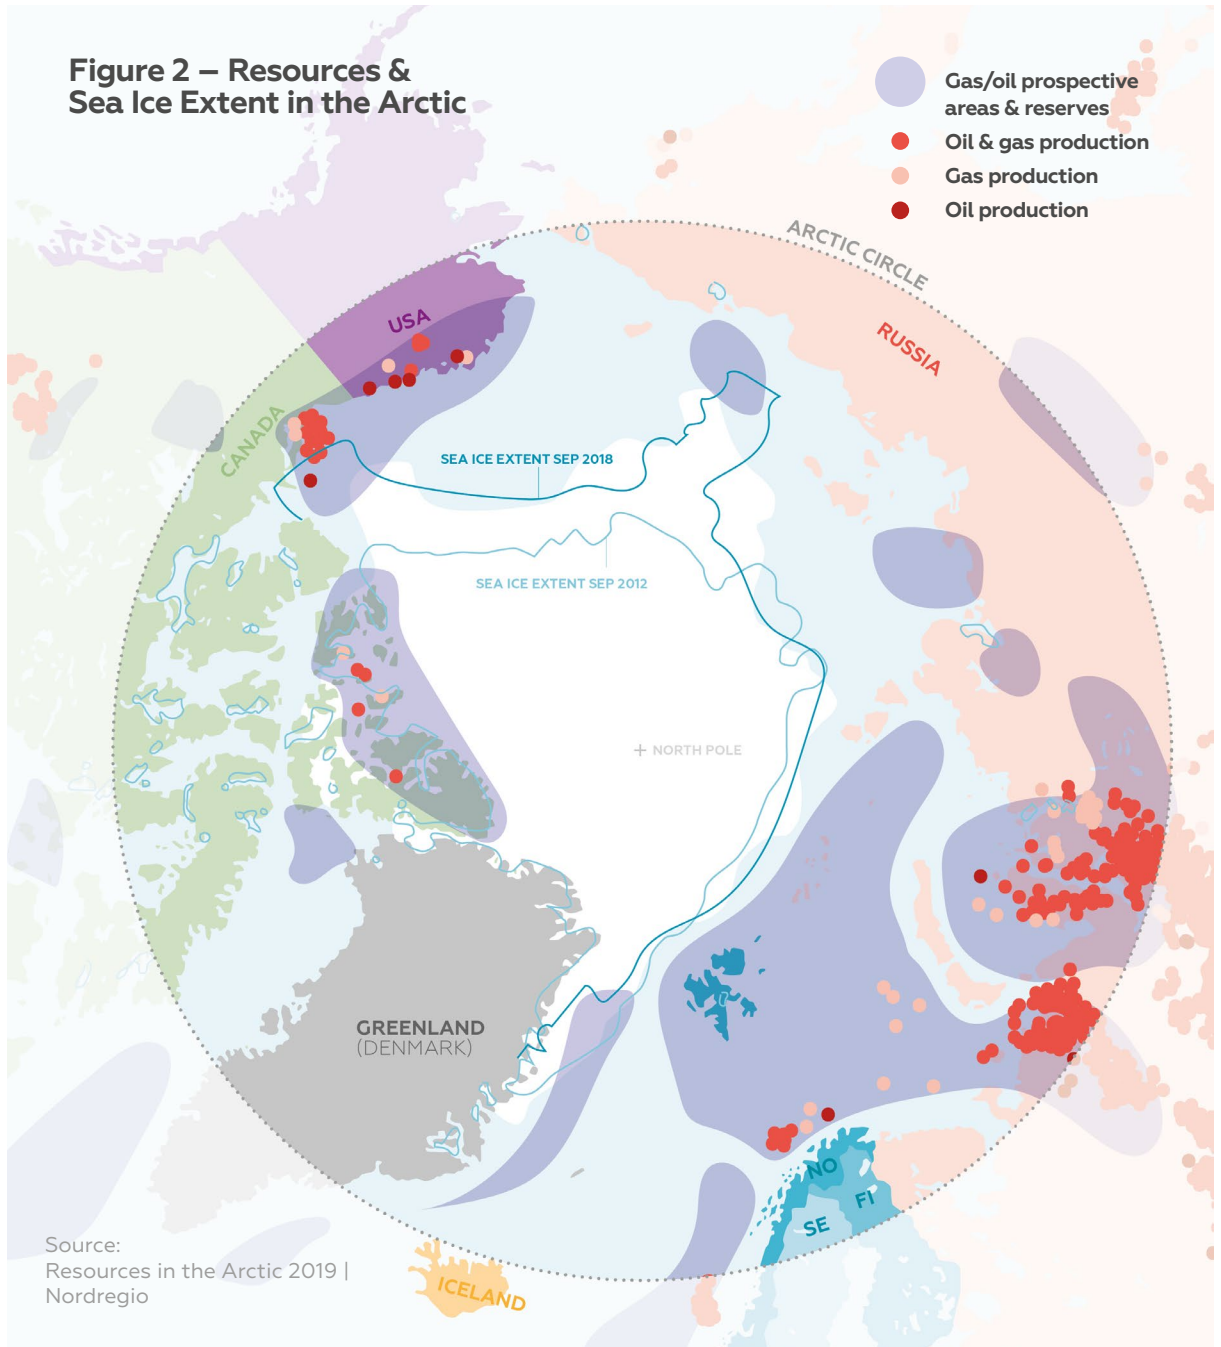 Figure 2 – Resources &
Sea Ice Extent in the Arctic
Gas/oil prospective
areas & reserves
Oil & gas production
Gas production
Oil production
ARCTIC CIRCLE
USA
RUSSIA
CANADA
SEA ICE EXTENT SEP 2018
SEA ICE EXTENT SEP 2012
NORTH POLE
GREENLAND
(DENMARK)
NO
FI
SE
ICELAND
Source:
Resources in the Arctic 2019 |
Nordregio